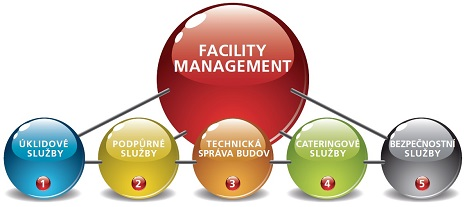 FACILITY
MANAGEMENT
ÚKLIDOVÉ
SLUŽBY
1
PODPŮRNÉ
SLUŽBY
2
TECHNICKÁ
SPRÁVA BUDOV
3
CATERINGOVÉ
SLUŽBY
4
BEZPEČNOSTNÍ
SLUŽBY
5